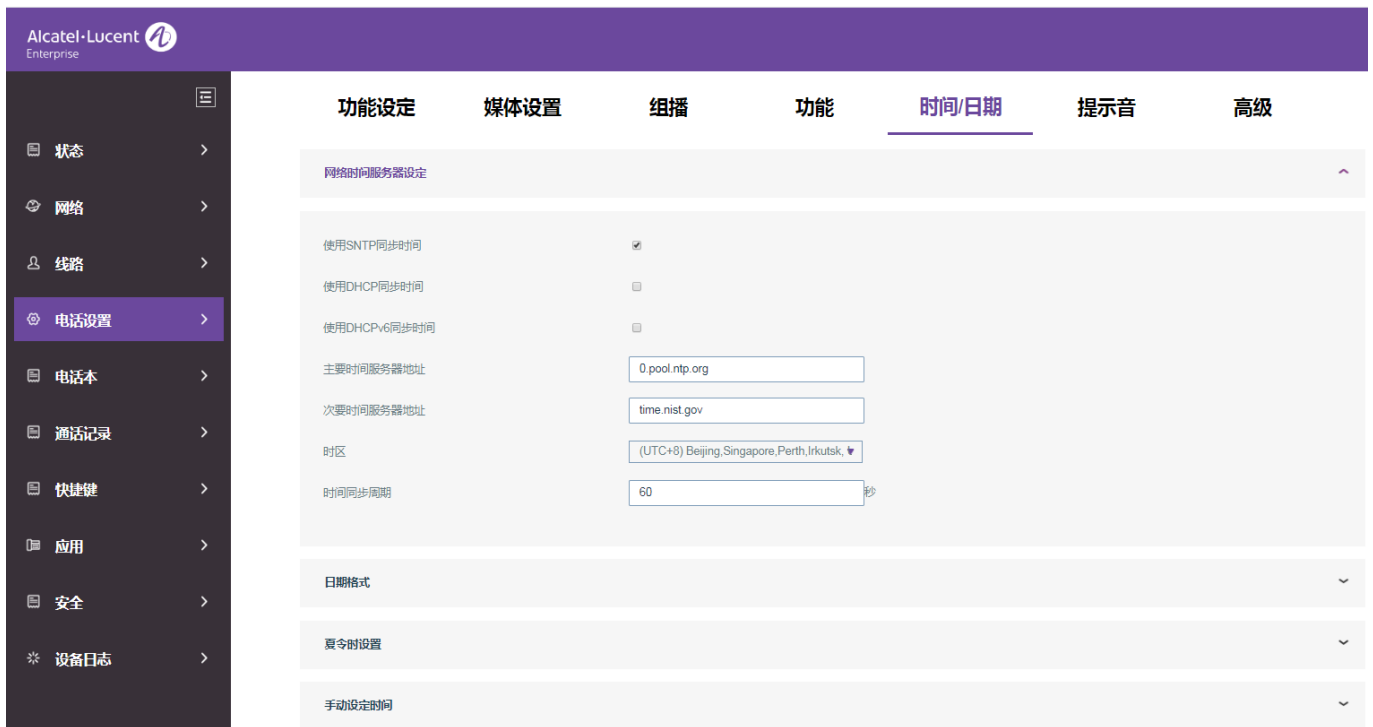 Alcatel·Lucent
Enterprise
状态
网络
线路
电话设置
电话本
通话记录
快捷键
应用
安全
设备日志
功能设定 媒体设置 组播 功能 时间/日期 提示音 高级
网络时间服务器设定
使用SNTP同步时间
使用DHCP同步时间
使用DHCPv6同步时间
主要时间服务器地址 0.pool.ntp.org
次要时间服务器地址 time.nist.gov
时区 (UTC+8) Beijing,Singapore,Perth,Irkutsk,
时间同步周期 60 秒
日期格式
夏令时设置
手动设定时间